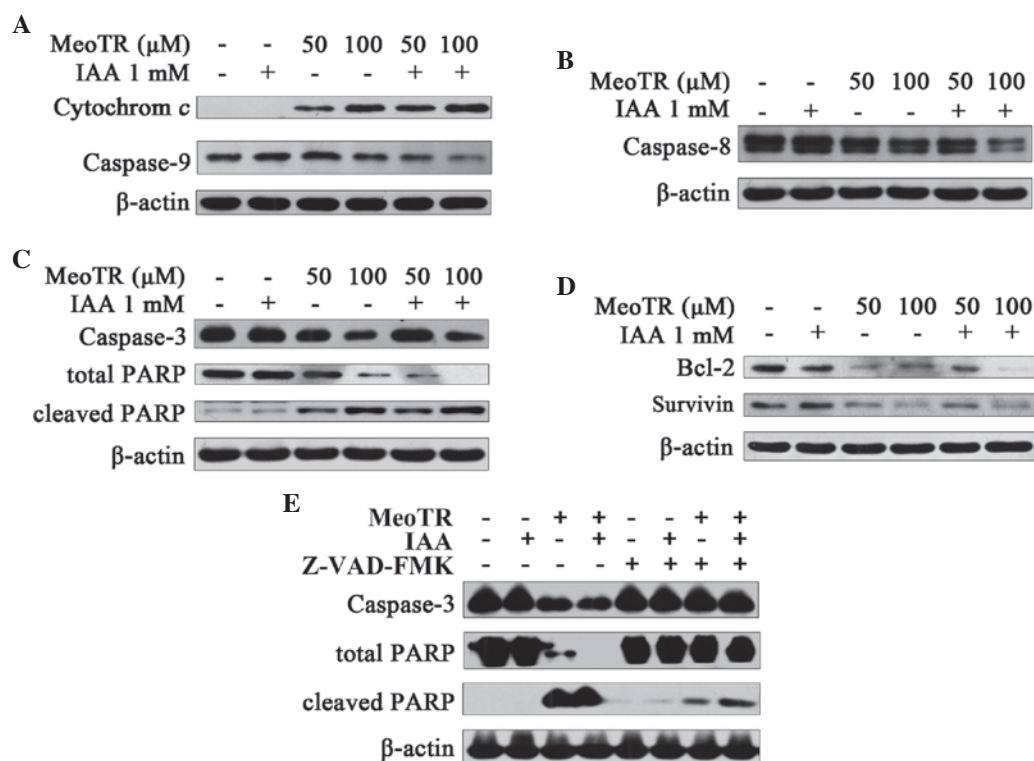 A
MeoTR (µM) - - 50 100 50 100
IAA 1 mM - + - - + +
Cytochrom c
Caspase-9
β-actin
B
MeoTR (µM) - - 50 100 50 100
IAA 1 mM - + - - + +
Caspase-8
β-actin
C
MeoTR (µM) - - 50 100 50 100
IAA 1 mM - + - - + +
Caspase-3
total PARP
cleaved PARP
β-actin
D
MeoTR (µM) - - 50 100 50 100
IAA 1 mM - + - - + +
Bcl-2
Survivin
β-actin
E
MeoTR - - + + - - + +
IAA - + - + - + - +
Z-VAD-FMK - - - - + + + +
Caspase-3
total PARP
cleaved PARP
β-actin